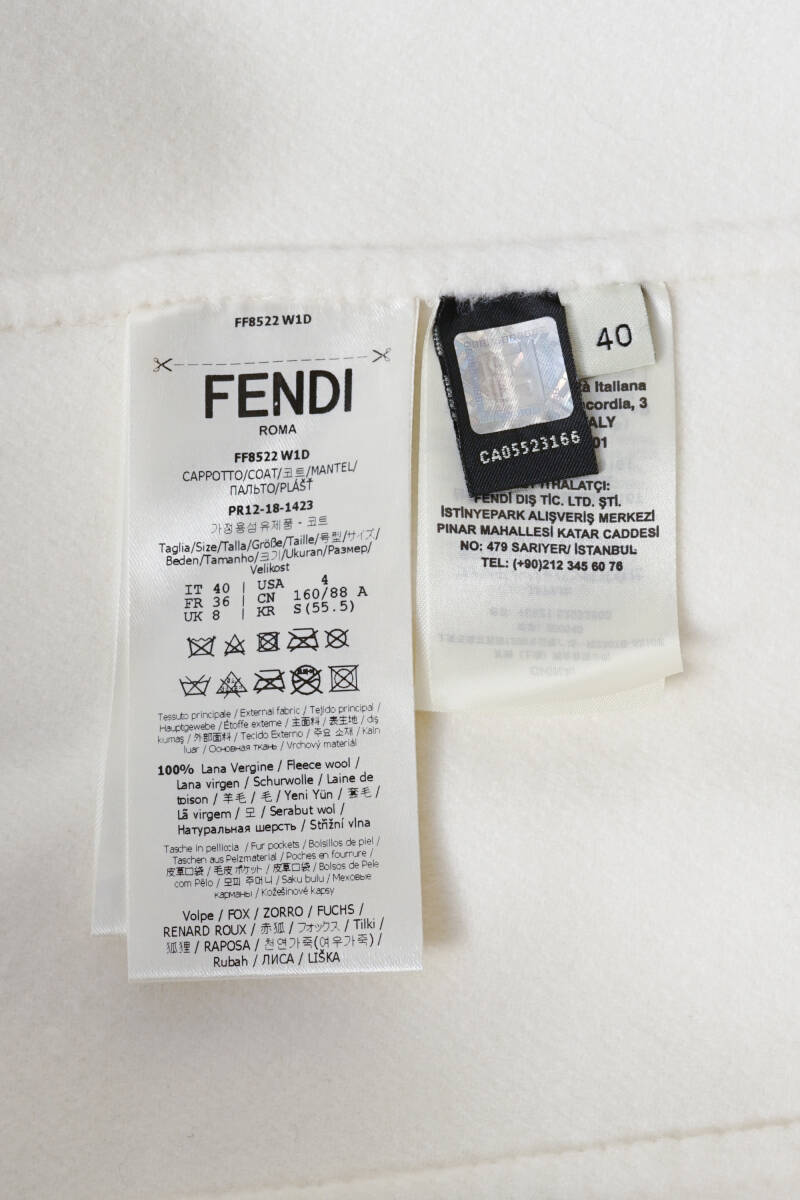 FF8522 W1D
FENDI
ROMA
FF8522 W1D
CAPPOTTO/COAT/코트/MANTEL/
ПАЛЬТО/PLÁŠŤ
PR12-18-1423
가정용섬유제품 - 코트
Taglia/Size/Talla/Größe/Taille/号型/サイズ/
Beden/Tamanho/크기/Ukuran/Размер/
Velikost
IT 40 | USA 4
FR 36 | CN 160/88 A
UK 8 | KR S(55.5)
Tessuto principale / External fabric / Tejido principal /
Hauptgewebe / Étoffe externe / 主面料 / 表生地 / dış
kumaş / 外部面料 / Tecido Externo / 주요 소재 / Kain
luar / Основная ткань / Vrchový materiál
100% Lana Vergine / Fleece wool /
Lana virgen / Schurwolle / Laine de
toison / 羊毛 / 毛 / Yeni Yün / 套毛 /
Lã virgem / 모 / Serabut wol /
Натуральная шерсть / Střižní vlna
Tasche in pelliccia / Fur pockets / Bolsillos de piel /
Taschen aus Pelzmaterial / Poches en fourrure /
皮草口袋 / 毛皮ポケット / 皮草口袋 / Bolsos de Pele
com Pêlo / 모피 주머니 / Saku bulu / Меховые
карманы / Kožešinové kapsy
Volpe / FOX / ZORRO / FUCHS /
RENARD ROUX / 赤狐 / フォックス / Tilki /
狐狸 / RAPOSA / 천연가죽(여우가죽) /
Rubah / ЛИСА / LIŠKA
40
CA05523166
Italiana
3
FENDİ DIŞ TİC. LTD. ŞTİ.
İSTİNYEPARK ALIŞVERİŞ MERKEZİ
PINAR MAHALLESİ KATAR CADDESİ
NO: 479 SARIYER/ İSTANBUL
TEL: (+90)212 345 60 76